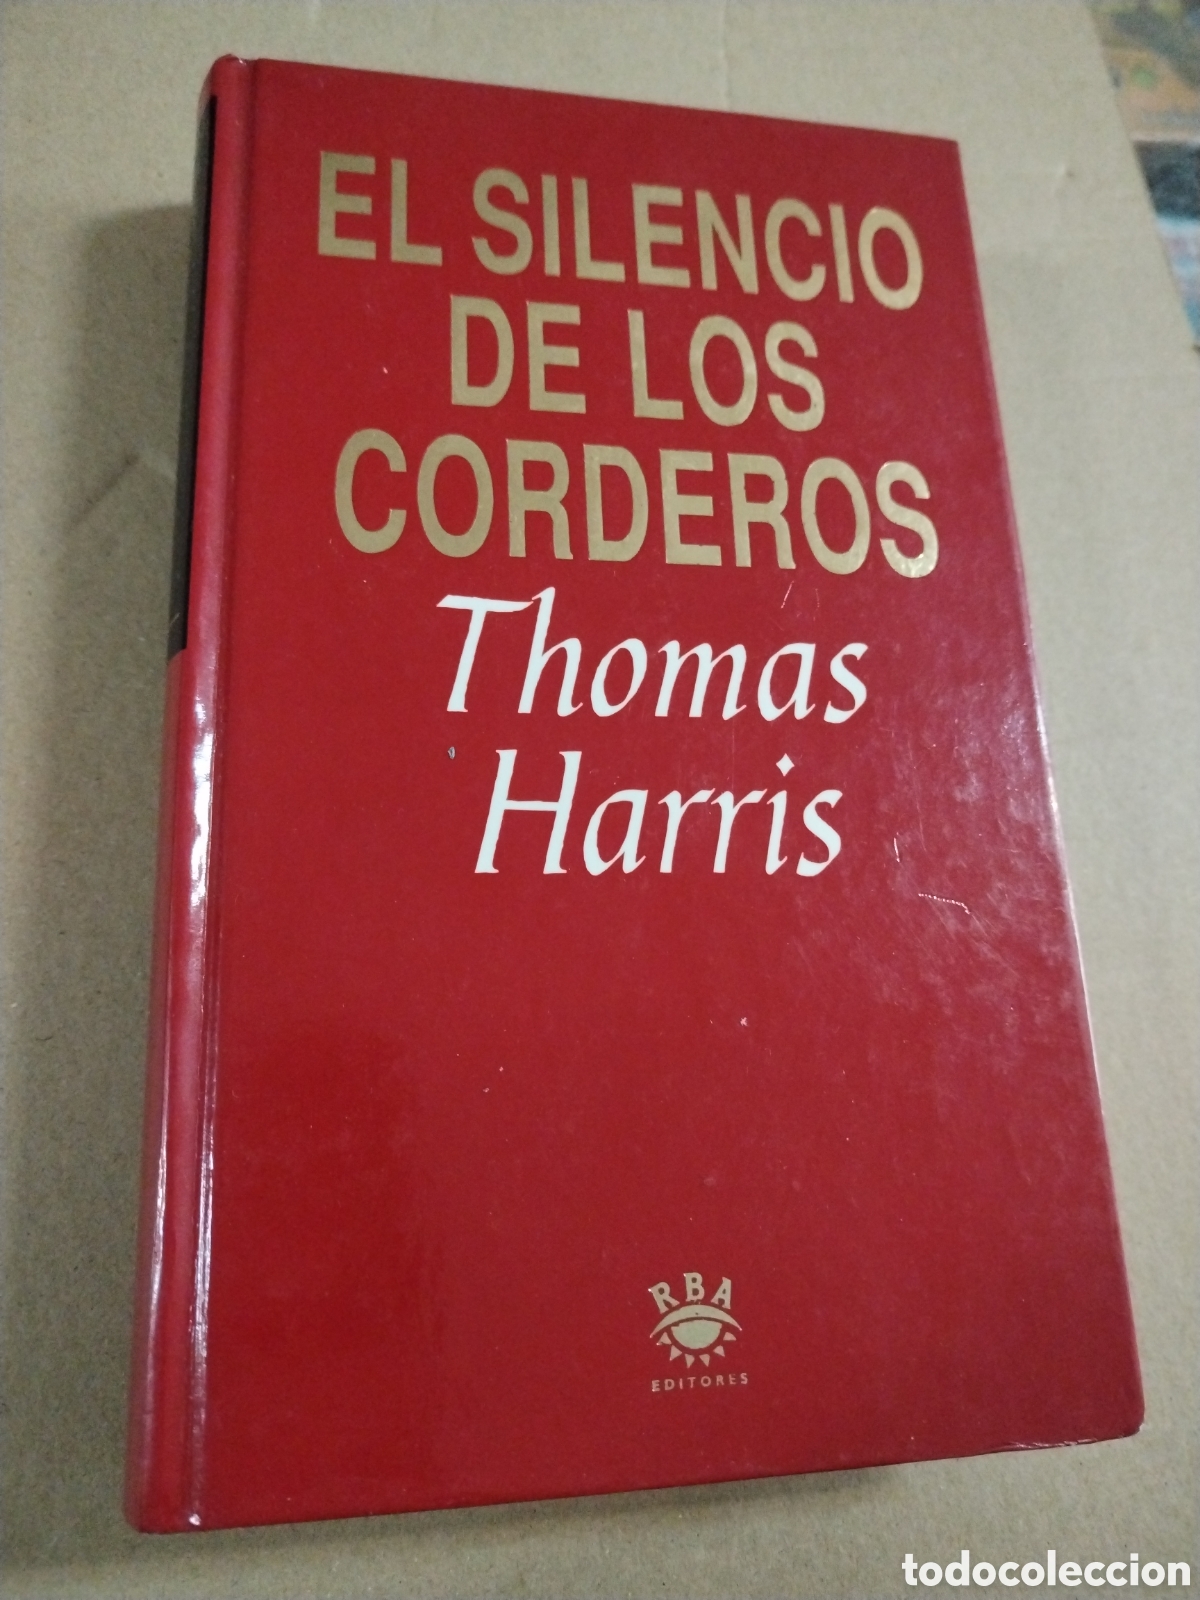 EL SILENCIO
DE LOS
CORDEROS
Thomas
Harris
RBA
EDITORES
todocoleccion